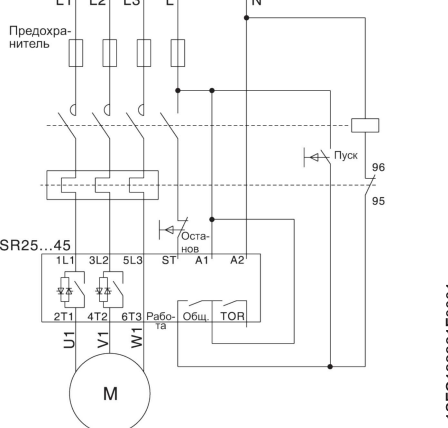 L1 L2 L3 L N
Предохра-
нитель
Пуск
96
95
Оста-
нов
SR25...45
1L1 3L2 5L3 ST A1 A2
2T1 4T2 6T3 Рабо-
та
Общ. TOR
U1 V1 W1
M